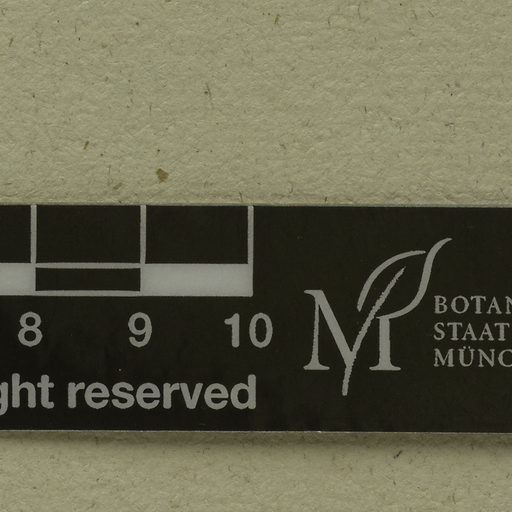 8 9 10
ght reserved
M
BOTAN
STAAT
MÜNC